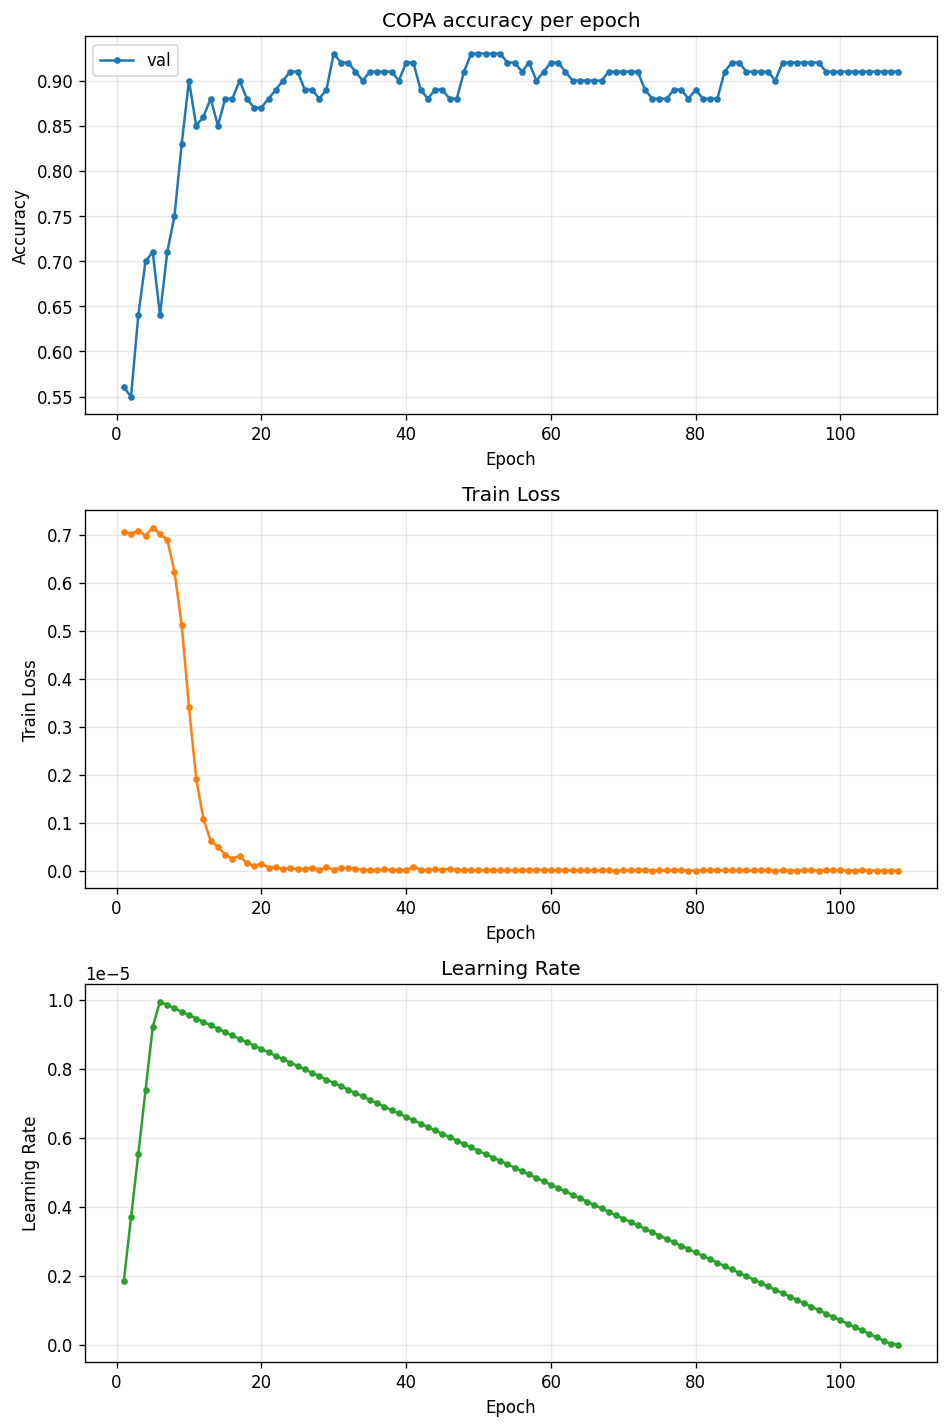 COPA accuracy per epoch
val
0.90
0.85
0.80
0.75
0.70
0.65
0.60
0.55
Accuracy
0 20 40 60 80 100
Epoch
Train Loss
0.7
0.6
0.5
0.4
0.3
0.2
0.1
0.0
Train Loss
0 20 40 60 80 100
Epoch
Learning Rate
1e−5
1.0
0.8
0.6
0.4
0.2
0.0
Learning Rate
0 20 40 60 80 100
Epoch